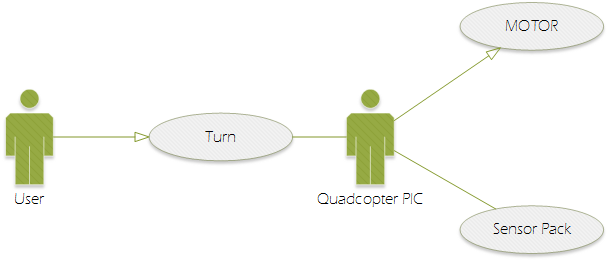 MOTOR
Turn
User
Quadcopter PIC
Sensor Pack